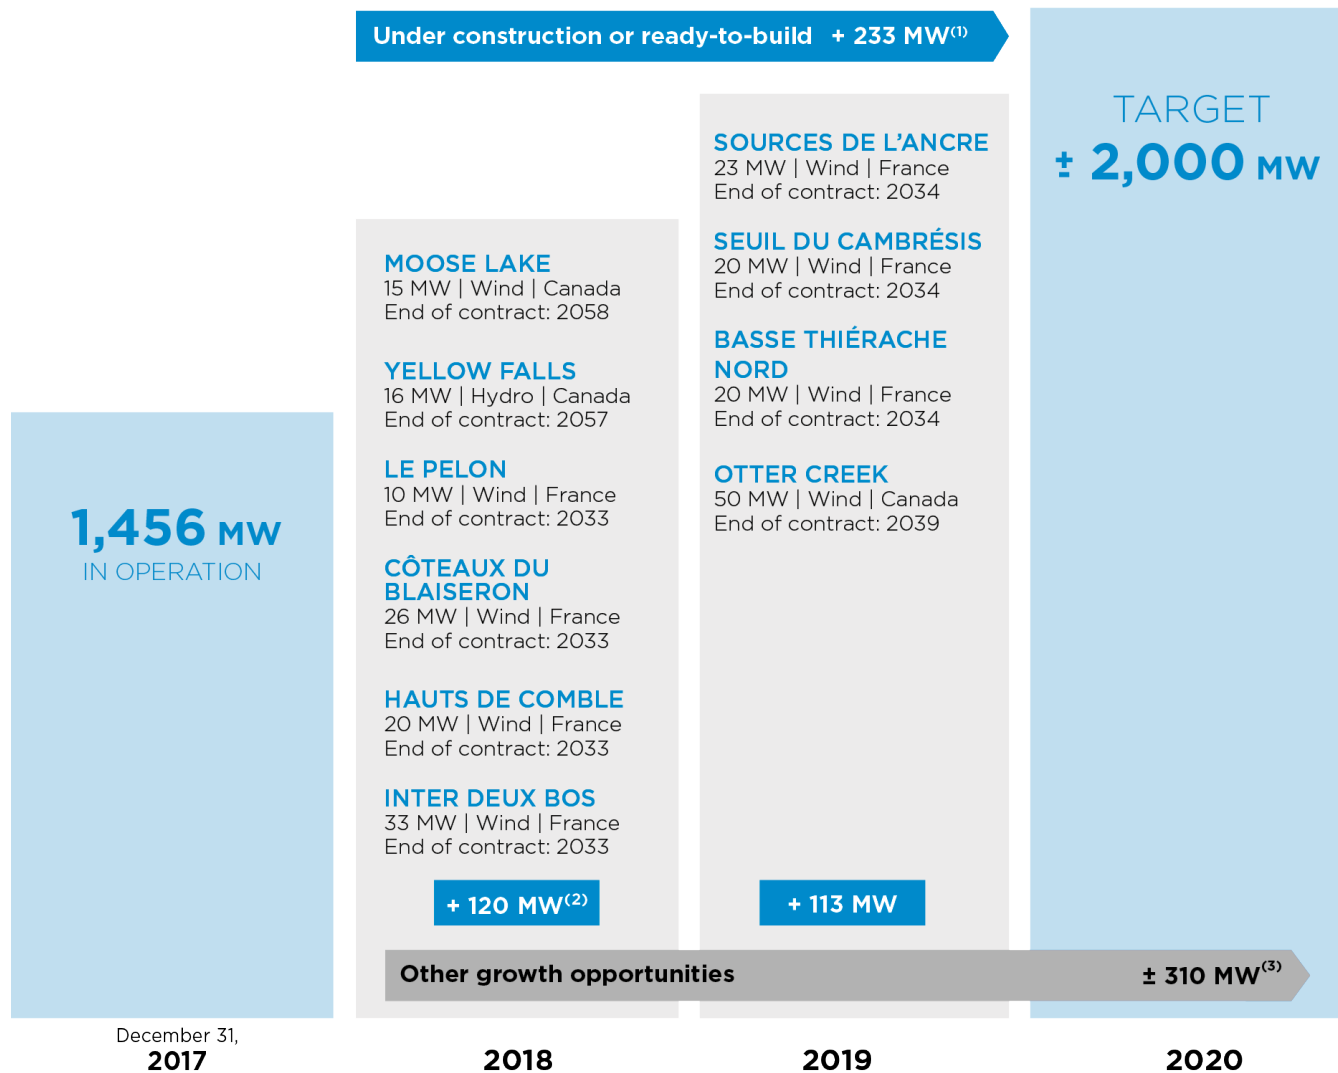 Under construction or ready-to-build + 233 MW(1)
1,456 MW
IN OPERATION
December 31,
2017
MOOSE LAKE
15 MW | Wind | Canada
End of contract: 2058
YELLOW FALLS
16 MW | Hydro | Canada
End of contract: 2057
LE PELON
10 MW | Wind | France
End of contract: 2033
CÔTEAUX DU
BLAISERON
26 MW | Wind | France
End of contract: 2033
HAUTS DE COMBLE
20 MW | Wind | France
End of contract: 2033
INTER DEUX BOS
33 MW | Wind | France
End of contract: 2033
+ 120 MW(2)
2018
SOURCES DE L’ANCRE
23 MW | Wind | France
End of contract: 2034
SEUIL DU CAMBRÉSIS
20 MW | Wind | France
End of contract: 2034
BASSE THIÉRACHE
NORD
20 MW | Wind | France
End of contract: 2034
OTTER CREEK
50 MW | Wind | Canada
End of contract: 2039
+ 113 MW
2019
TARGET
± 2,000 MW
Other growth opportunities ± 310 MW(3)
2020